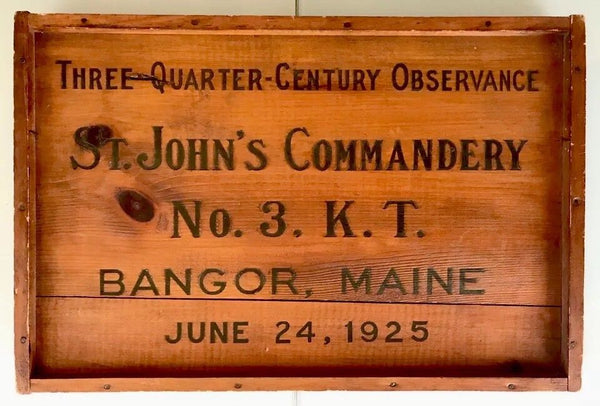 Three-Quarter-Century Observance
St. John's Commandery
No. 3. K. T.
Bangor, Maine
June 24, 1925